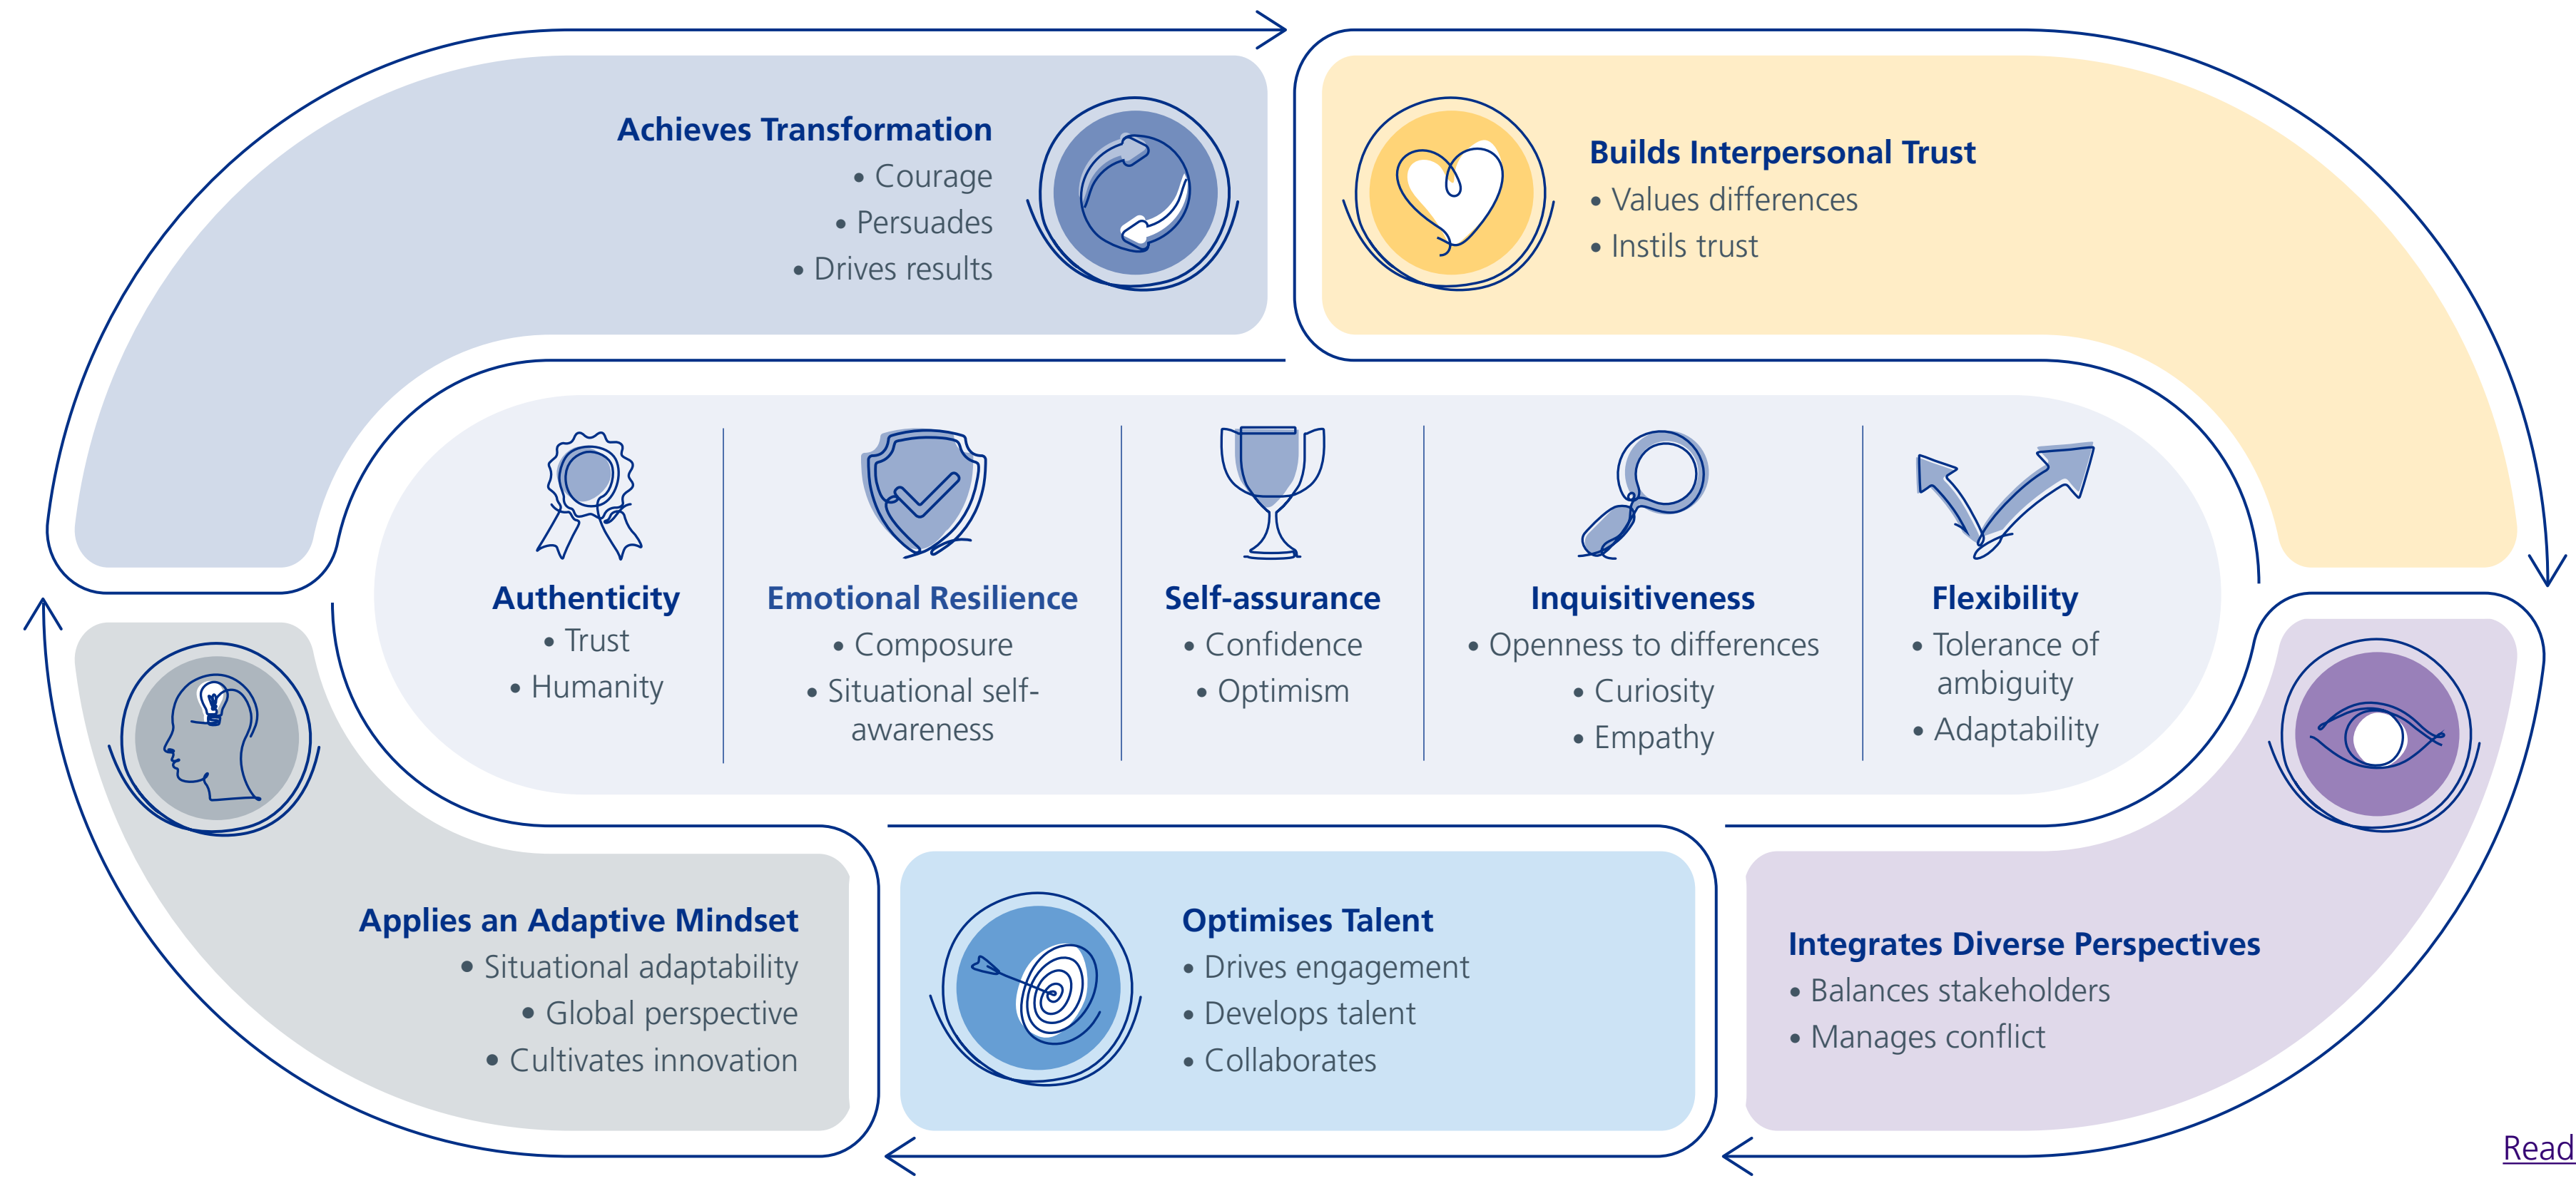 Achieves Transformation
• Courage
• Persuades
• Drives results
Builds Interpersonal Trust
• Values differences
• Instils trust
Authenticity
• Trust
• Humanity
Emotional Resilience
• Composure
• Situational self-
awareness
Self-assurance
• Confidence
• Optimism
Inquisitiveness
• Openness to differences
• Curiosity
• Empathy
Flexibility
• Tolerance of
ambiguity
• Adaptability
Applies an Adaptive Mindset
• Situational adaptability
• Global perspective
• Cultivates innovation
Optimises Talent
• Drives engagement
• Develops talent
• Collaborates
Integrates Diverse Perspectives
• Balances stakeholders
• Manages conflict
Read